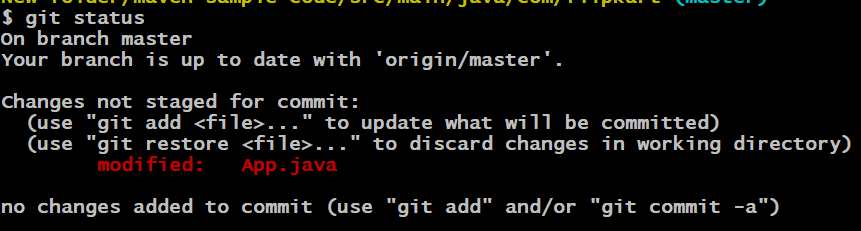 $ git status
On branch master
Your branch is up to date with 'origin/master'.
Changes not staged for commit:
(use "git add <file>..." to update what will be committed)
(use "git restore <file>..." to discard changes in working directory)
modified: App.java
no changes added to commit (use "git add" and/or "git commit -a")